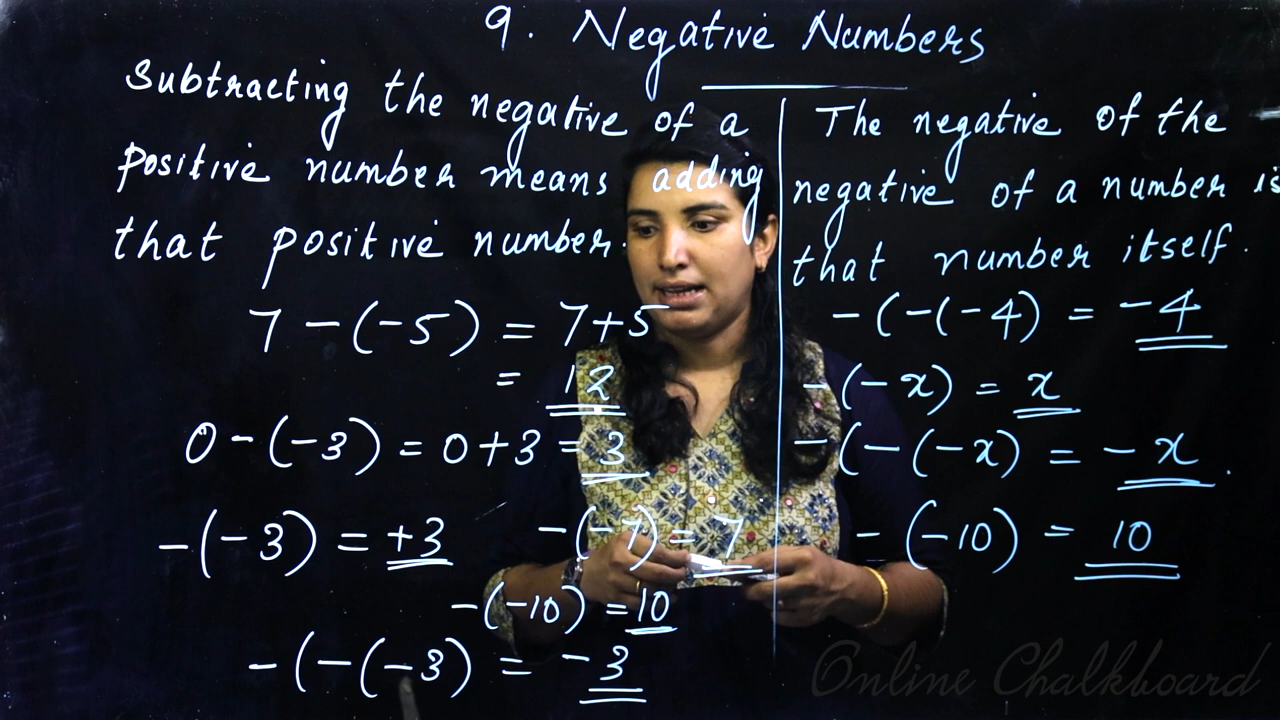 9. Negative Numbers
Subtracting the negative of a
positive number means adding
that positive number.
7 - (-5) = 7+5
= 12
0 - (-3) = 0+3 = 3
-(-3) = +3
-(-7) = 7
-(-10) = 10
-(-(-3) = -3
The negative of the
negative of a number is
that number itself.
-(-(-4) = -4
-(-x) = x
-(-(-x) = -x.
-(-10) = 10
Online Chalkboard